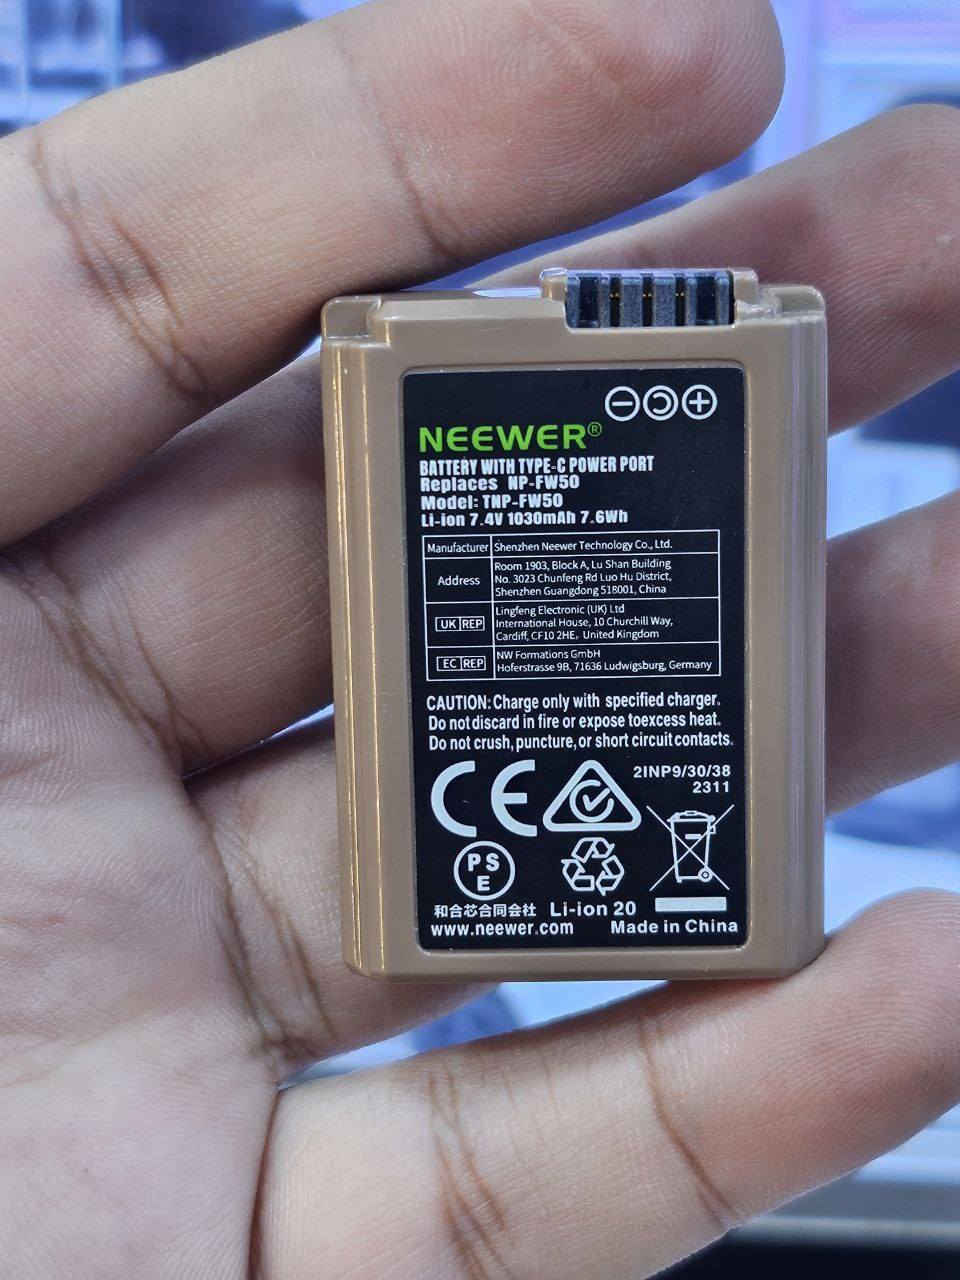 NEEWER®
BATTERY WITH TYPE-C POWER PORT
Replaces NP-FW50
Model: TNP-FW50
Li-ion 7.4V 1030mAh 7.6Wh
Manufacturer Shenzhen Neewer Technology Co., Ltd.
Address Room 1903, Block A, Lu Shan Building
No. 3023 Chunfeng Rd Luo Hu District,
Shenzhen Guangdong 518001, China
UK REP Lingfeng Electronic (UK) Ltd
International House, 10 Churchill Way,
Cardiff, CF10 2HE, United Kingdom
EC REP NW Formations GmbH
Hoferstrasse 9B, 71636 Ludwigsburg, Germany
CAUTION: Charge only with specified charger.
Do not discard in fire or expose toexcess heat.
Do not crush, puncture, or short circuit contacts.
CE
2INP9/30/38
2311
PS
E
和合芯合同会社 Li-ion 20
www.neewer.com Made in China